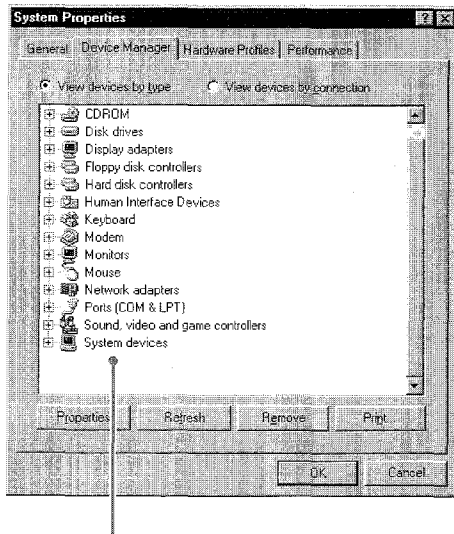 System Properties
General Device Manager Hardware Profiles Performance
View devices by type View devices by connection
CDROM
Disk drives
Display adapters
Floppy disk controllers
Hard disk controllers
Human Interface Devices
Keyboard
Modem
Monitors
Mouse
Network adapters
Ports (COM & LPT)
Sound, video and game controllers
System devices
Properties Refresh Remove Print
OK Cancel